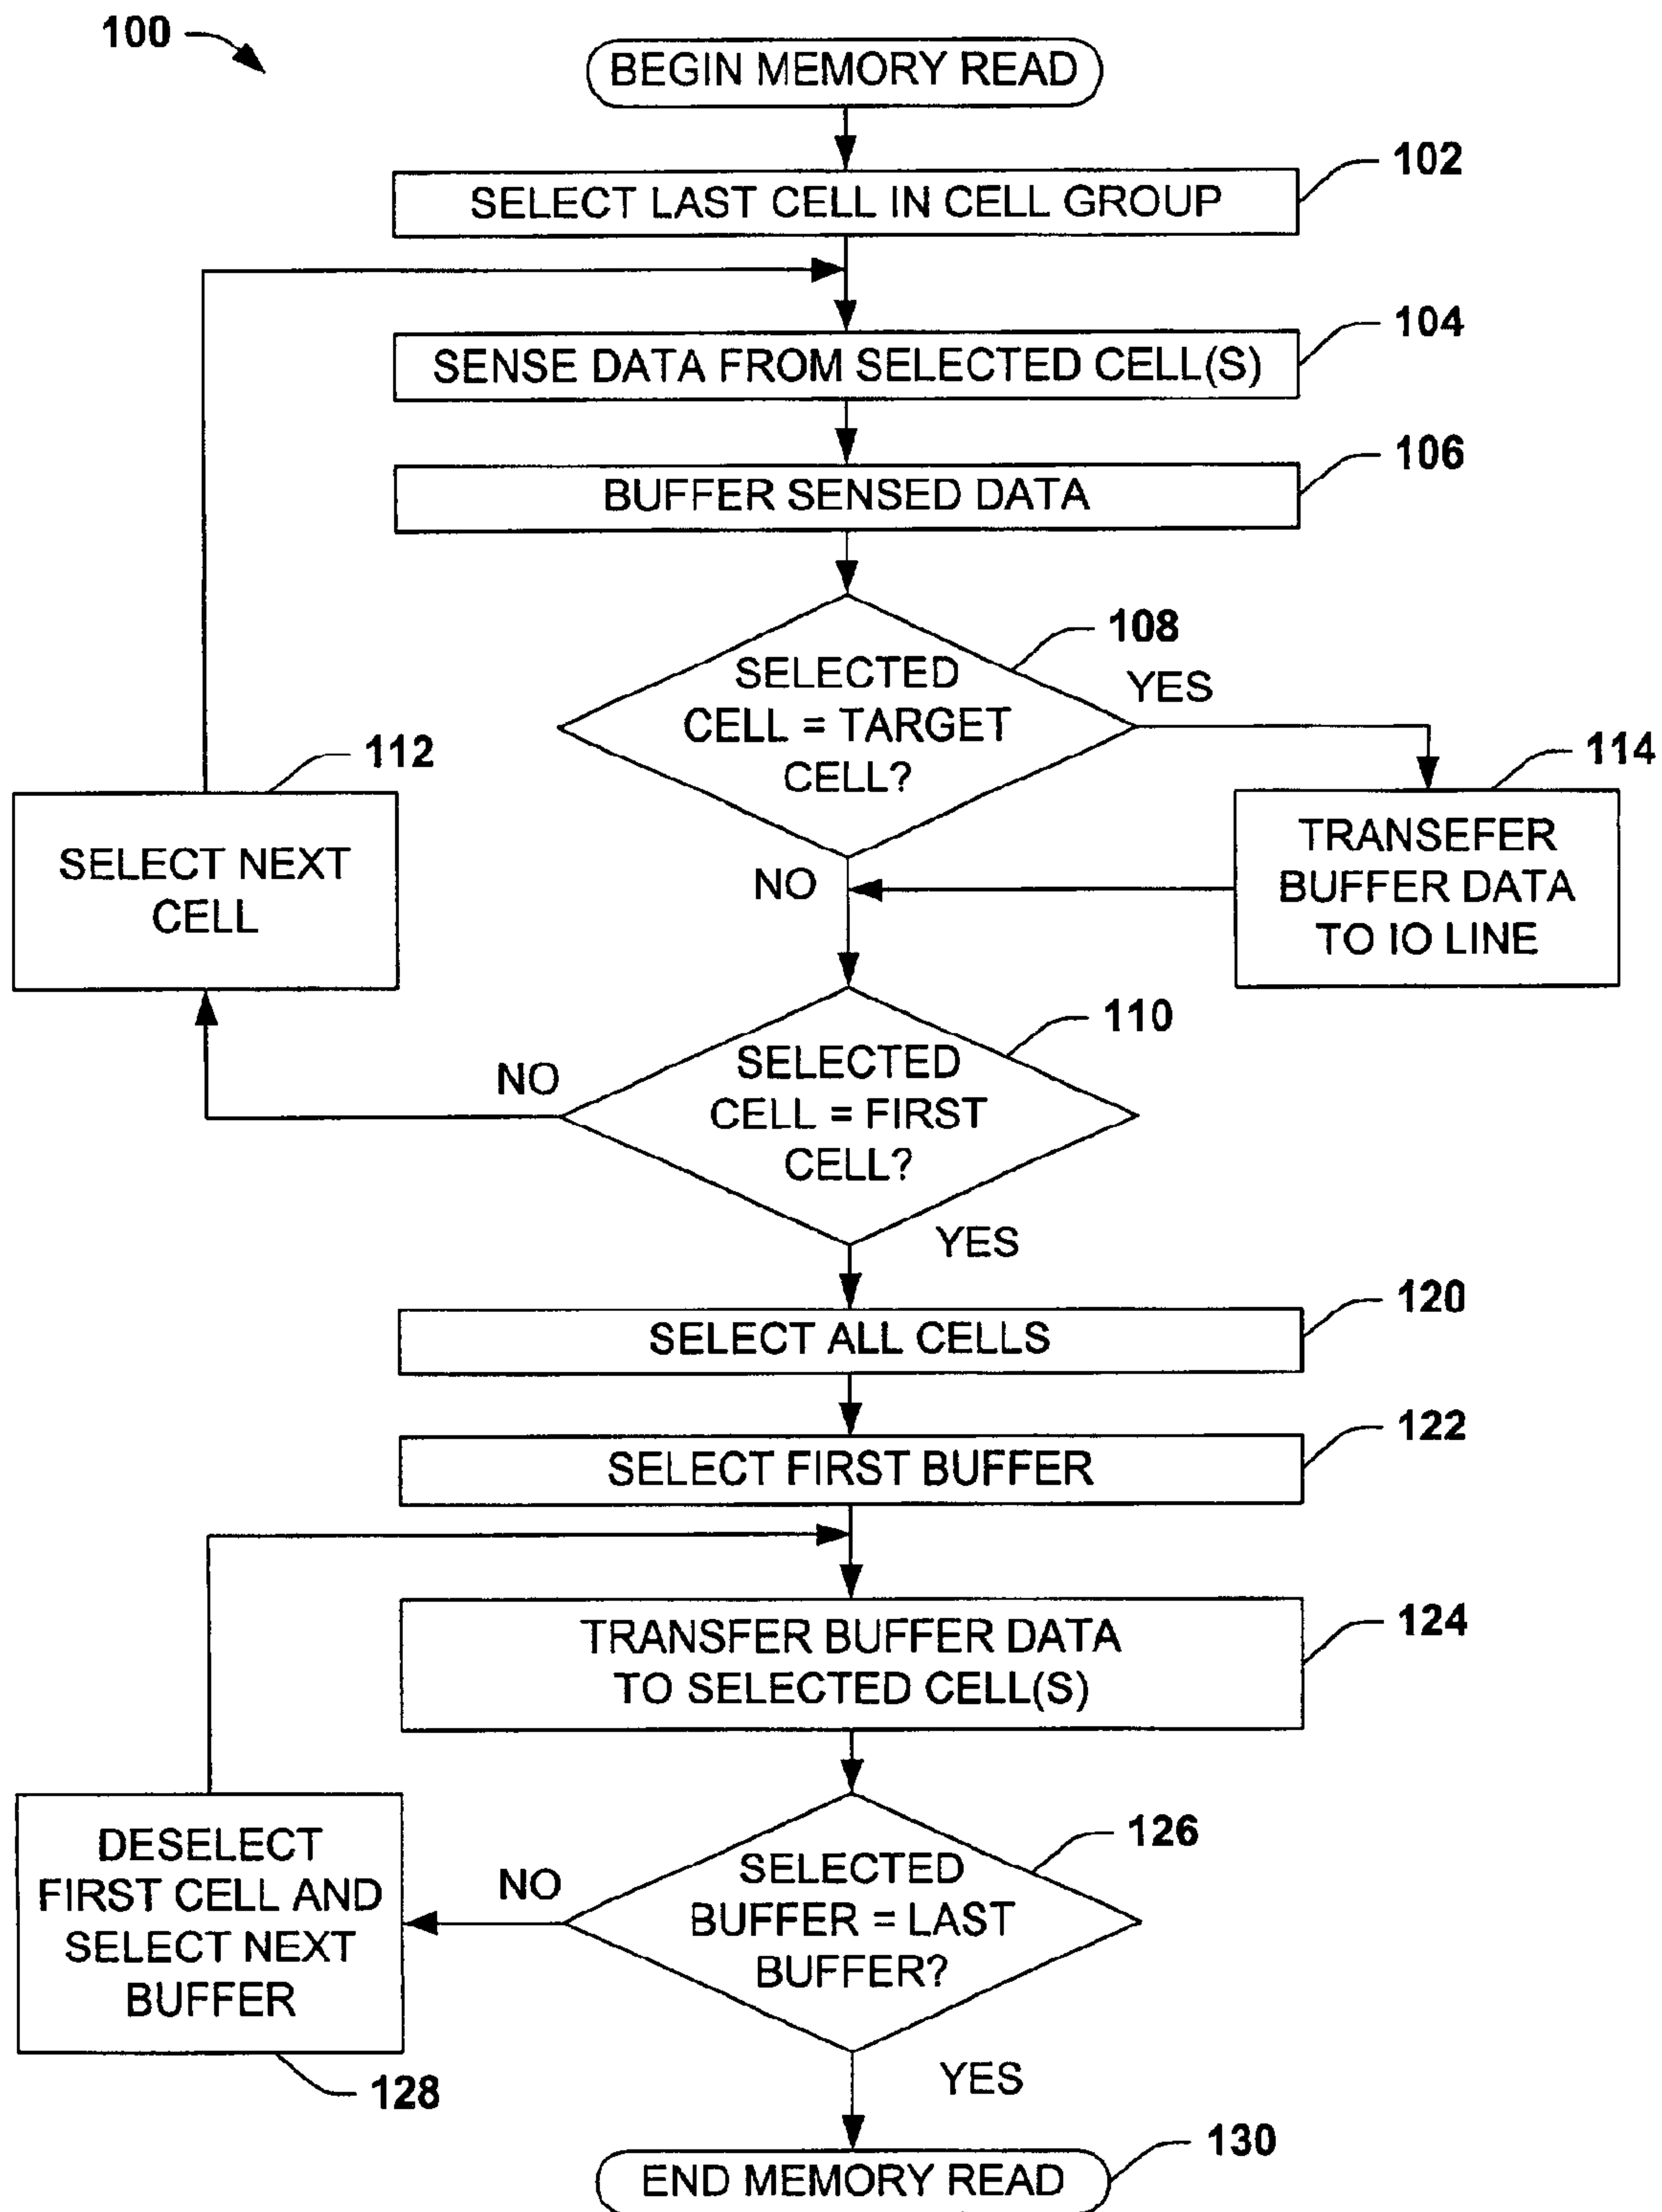 100
BEGIN MEMORY READ
102
SELECT LAST CELL IN CELL GROUP
104
SENSE DATA FROM SELECTED CELL(S)
106
BUFFER SENSED DATA
108
SELECTED
CELL = TARGET
CELL?
YES
NO
112
SELECT NEXT
CELL
114
TRANSEFER
BUFFER DATA
TO IO LINE
110
SELECTED
CELL = FIRST
CELL?
NO
YES
120
SELECT ALL CELLS
122
SELECT FIRST BUFFER
124
TRANSFER BUFFER DATA
TO SELECTED CELL(S)
126
SELECTED
BUFFER = LAST
BUFFER?
NO
DESELECT
FIRST CELL AND
SELECT NEXT
BUFFER
128
YES
130
END MEMORY READ